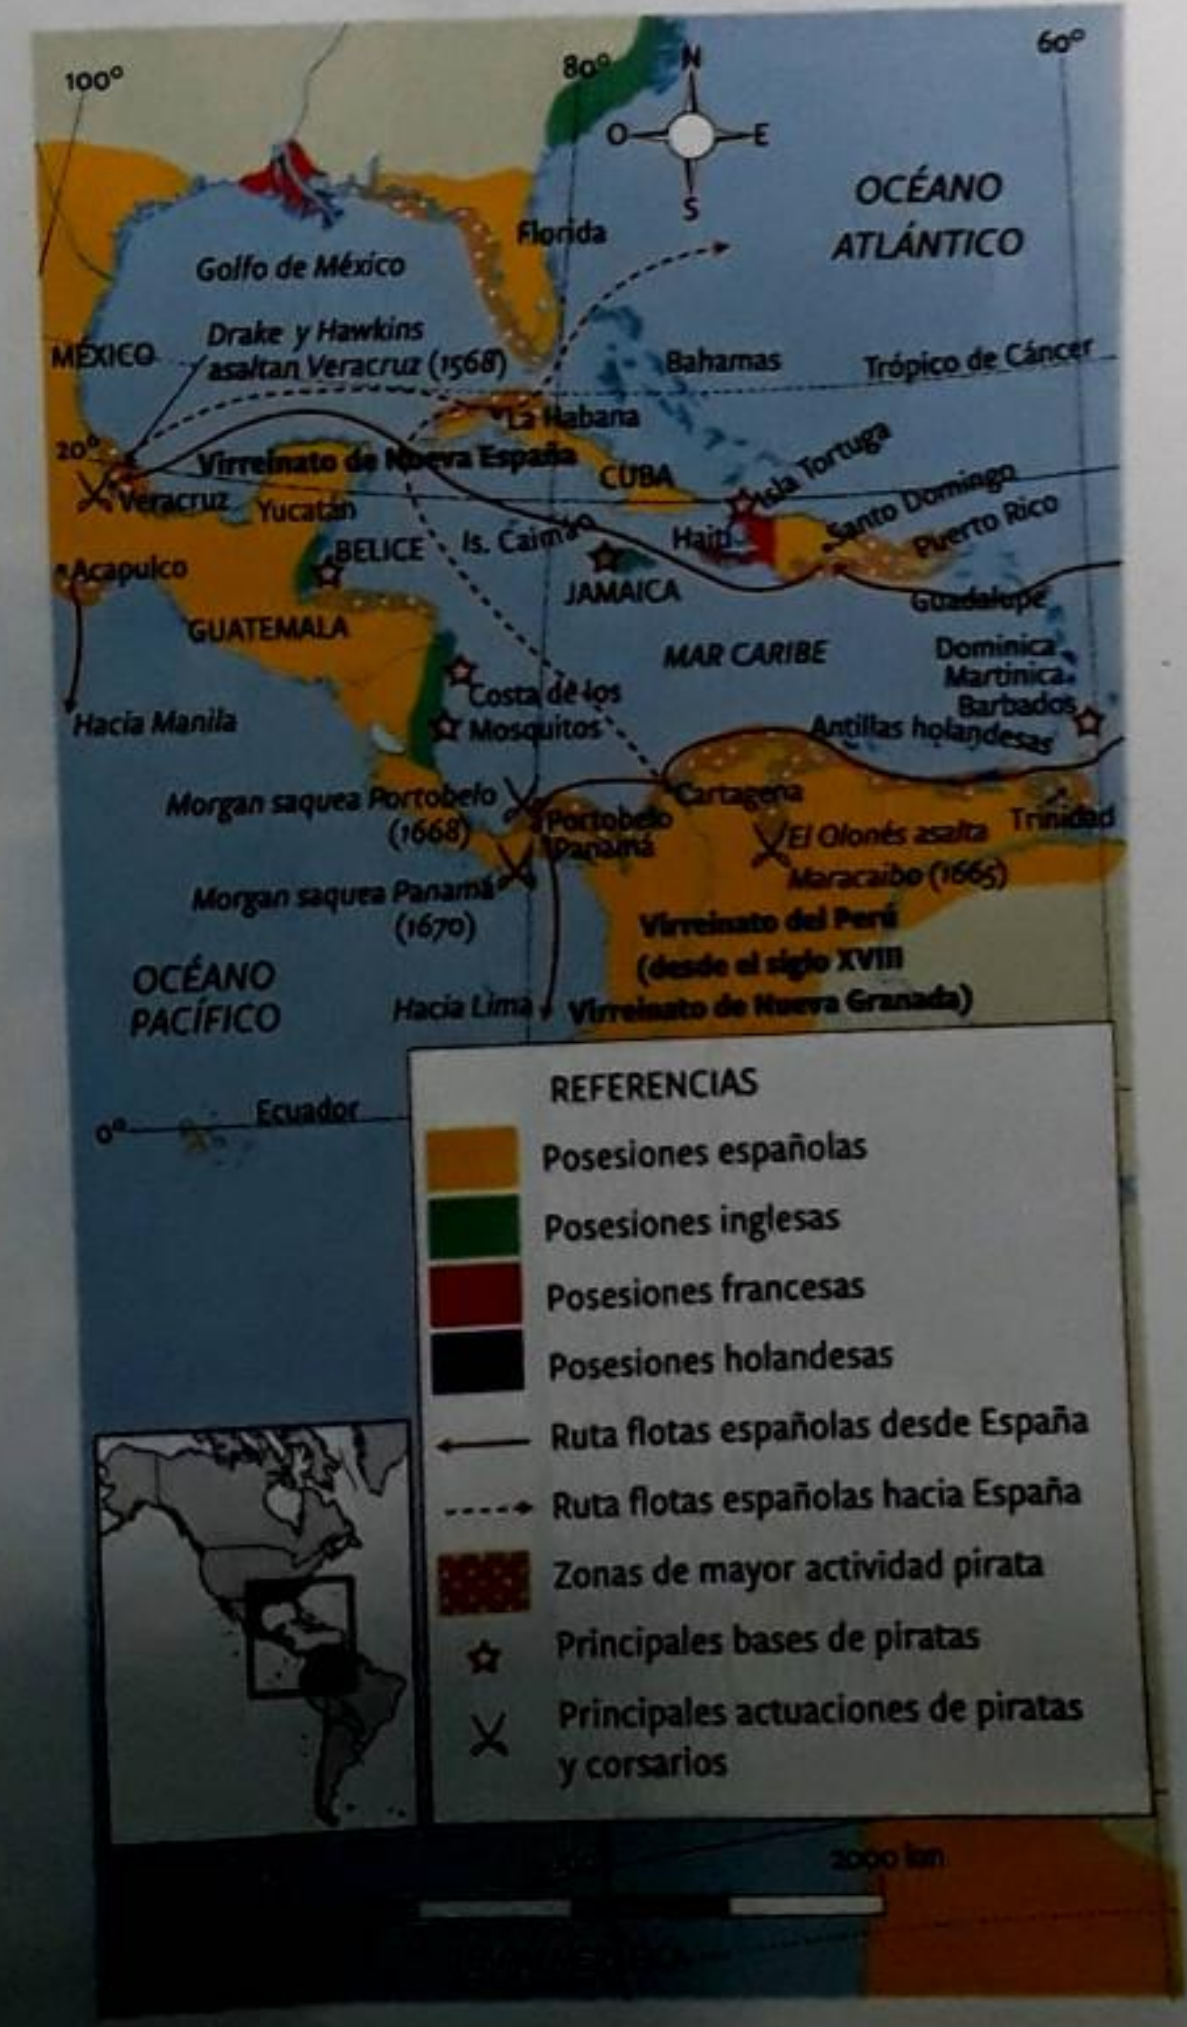 100°
80°
60°
N
O
E
S
OCÉANO
ATLÁNTICO
Florida
Golfo de México
Drake y Hawkins
asaltan Veracruz (1568)
MÉXICO
Bahamas
Trópico de Cáncer
La Habana
20°
Virreinato de Nueva España
CUBA
Isla Tortuga
Veracruz
Yucatán
Santo Domingo
Puerto Rico
Is. Caimán
Haití
BELICE
Acapulco
JAMAICA
Guadalupe
GUATEMALA
MAR CARIBE
Dominica
Martinica
Barbados
Costa de los
Mosquitos
Hacia Manila
Antillas holandesas
Morgan saquea Portobelo
(1668)
Cartagena
Portobelo
Panamá
Trinidad
El Olonés asalta
Maracaibo (1665)
Morgan saquea Panamá
(1670)
Virreinato del Perú
(desde el siglo XVIII
Virreinato de Nueva Granada)
OCÉANO
PACÍFICO
Hacia Lima
Ecuador
0°
REFERENCIAS
Posesiones españolas
Posesiones inglesas
Posesiones francesas
Posesiones holandesas
Ruta flotas españolas desde España
Ruta flotas españolas hacia España
Zonas de mayor actividad pirata
Principales bases de piratas
Principales actuaciones de piratas
y corsarios
2000 km